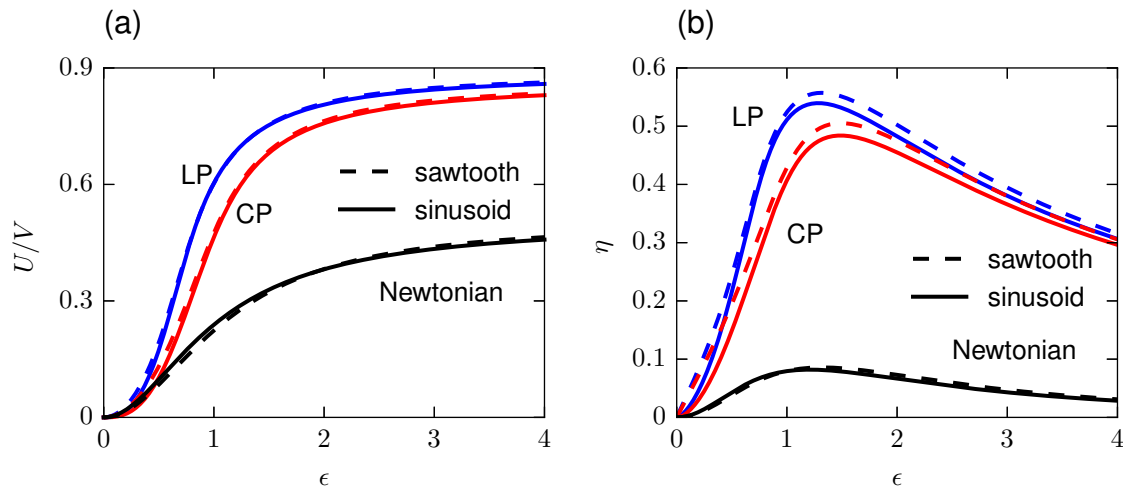 (a)
0.9
0.6
0.3
0
U/V
LP
CP
sawtooth
sinusoid
Newtonian
0 1 2 3 4
ϵ
(b)
0.6
0.5
0.4
0.3
0.2
0.1
0
η
LP
CP
sawtooth
sinusoid
Newtonian
0 1 2 3 4
ϵ